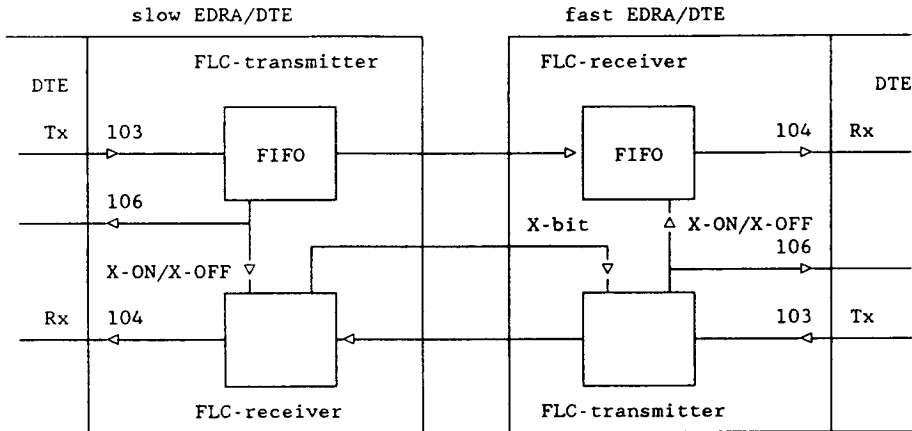 slow EDRA/DTE fast EDRA/DTE
FLC-transmitter FLC-receiver
DTE DTE
Tx 103 104 Rx
FIFO FIFO
106 X-bit X-ON/X-OFF
106
X-ON/X-OFF
Rx 104 103 Tx
FLC-receiver FLC-transmitter